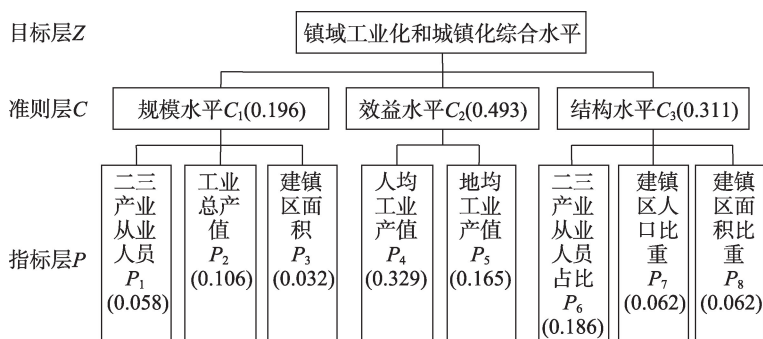 目标层Z
镇域工业化和城镇化综合水平
准则层C
规模水平C₁(0.196)
效益水平C₂(0.493)
结构水平C₃(0.311)
指标层P
二三
产业
从业
人员
P₁
(0.058)
工业
总产
值
P₂
(0.106)
建镇
区面
积
P₃
(0.032)
人均
工业
产值
P₄
(0.329)
地均
工业
产值
P₅
(0.165)
二三
产业
从业
人员
占比
P₆
(0.186)
建镇
区人
口比
重
P₇
(0.062)
建镇
区面
积比
重
P₈
(0.062)